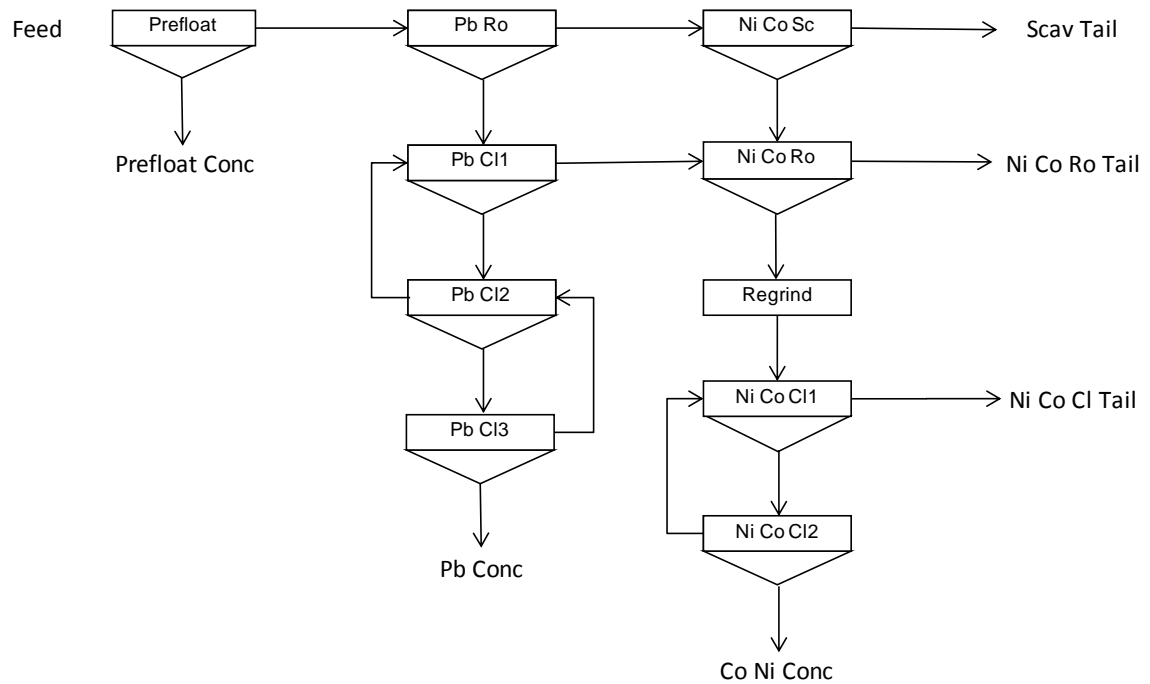 Feed
Prefloat
Pb Ro
Ni Co Sc
Scav Tail
Prefloat Conc
Pb Cl1
Ni Co Ro
Ni Co Ro Tail
Pb Cl2
Regrind
Pb Cl3
Ni Co Cl1
Ni Co Cl Tail
Ni Co Cl2
Pb Conc
Co Ni Conc